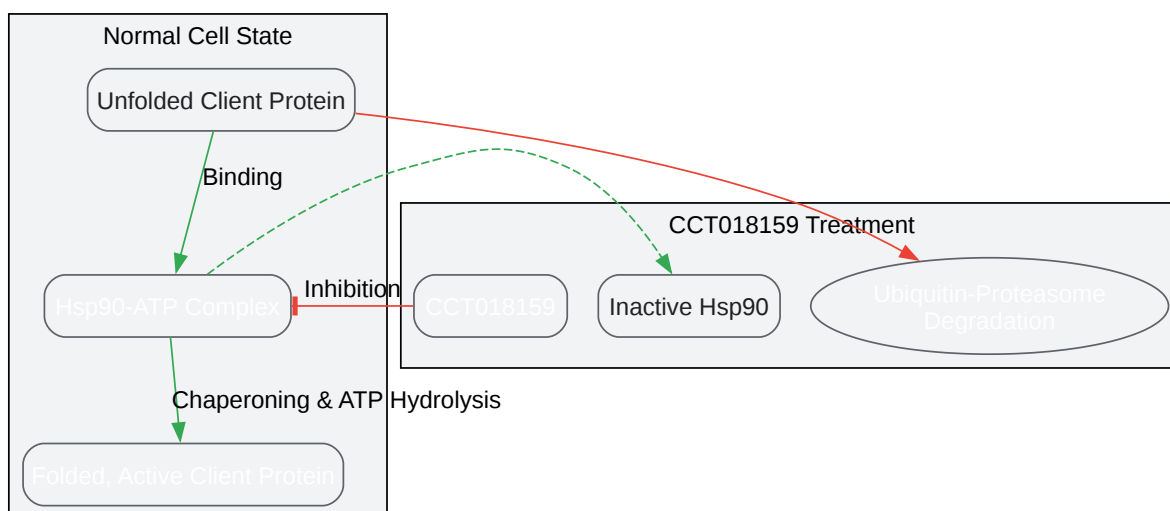 Normal Cell State
Unfolded Client Protein
Binding
CCT018159 Treatment
Hsp90-ATP Complex
Inhibition
CCT018159
Inactive Hsp90
Ubiquitin-Proteasome
Degradation
Chaperoning & ATP Hydrolysis
Folded, Active Client Protein